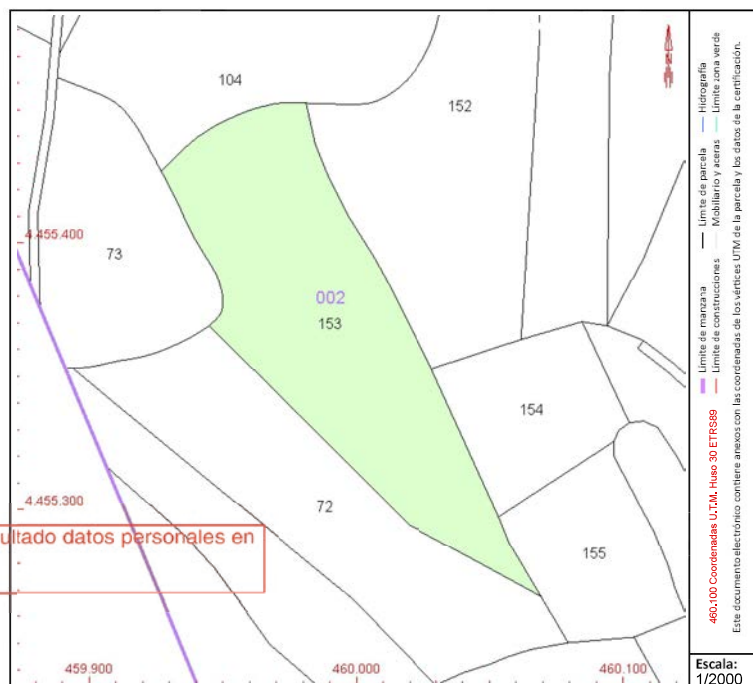 104
152
4.455.400
73
002
153
154
4.455.300
72
ultado datos personales en
155
459.900
460.000
460.100
460.100 Coordenadas U.T.M. Huso 30 ETRS89
Límite de manzana
Límite de parcela
Hidrografía
Límite de construcciones
Mobiliario y aceras
Límite zona verde
Este documento electrónico contiene anexos con las coordenadas de los vértices UTM de la parcela y los datos de la certificación.
Escala:
1/2000